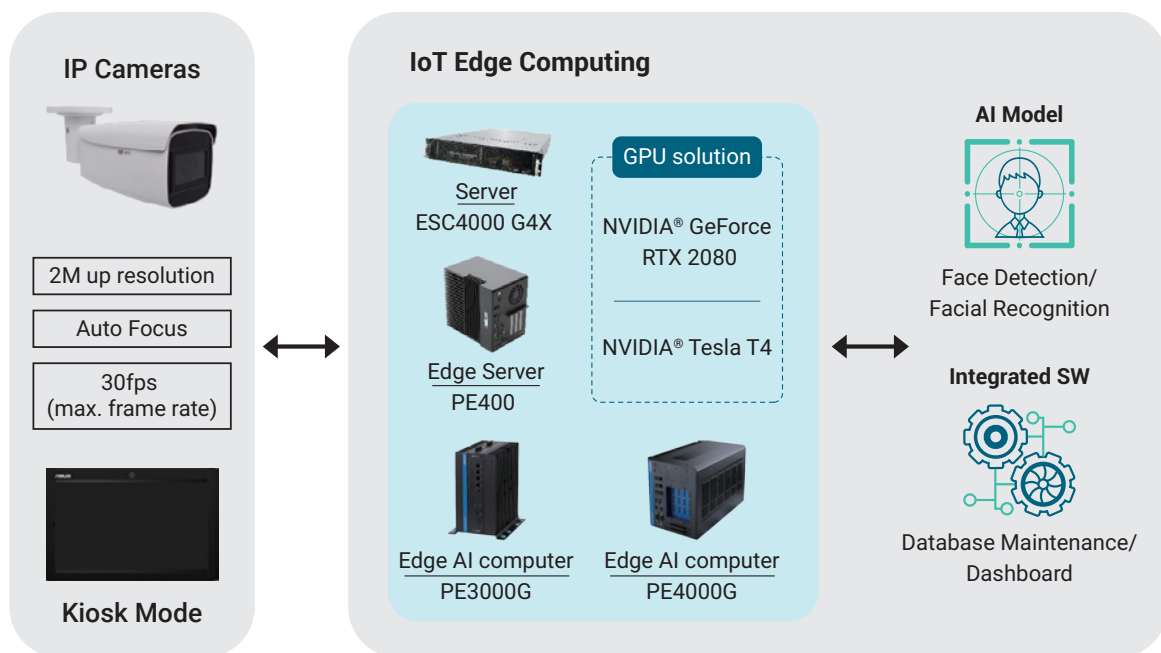 IP Cameras
2M up resolution
Auto Focus
30fps
(max. frame rate)
ASUS
Kiosk Mode
IoT Edge Computing
Server
ESC4000 G4X
Edge Server
PE400
Edge AI computer
PE3000G
GPU solution
NVIDIA® GeForce
RTX 2080
NVIDIA® Tesla T4
Edge AI computer
PE4000G
AI Model
Face Detection/
Facial Recognition
Integrated SW
Database Maintenance/
Dashboard